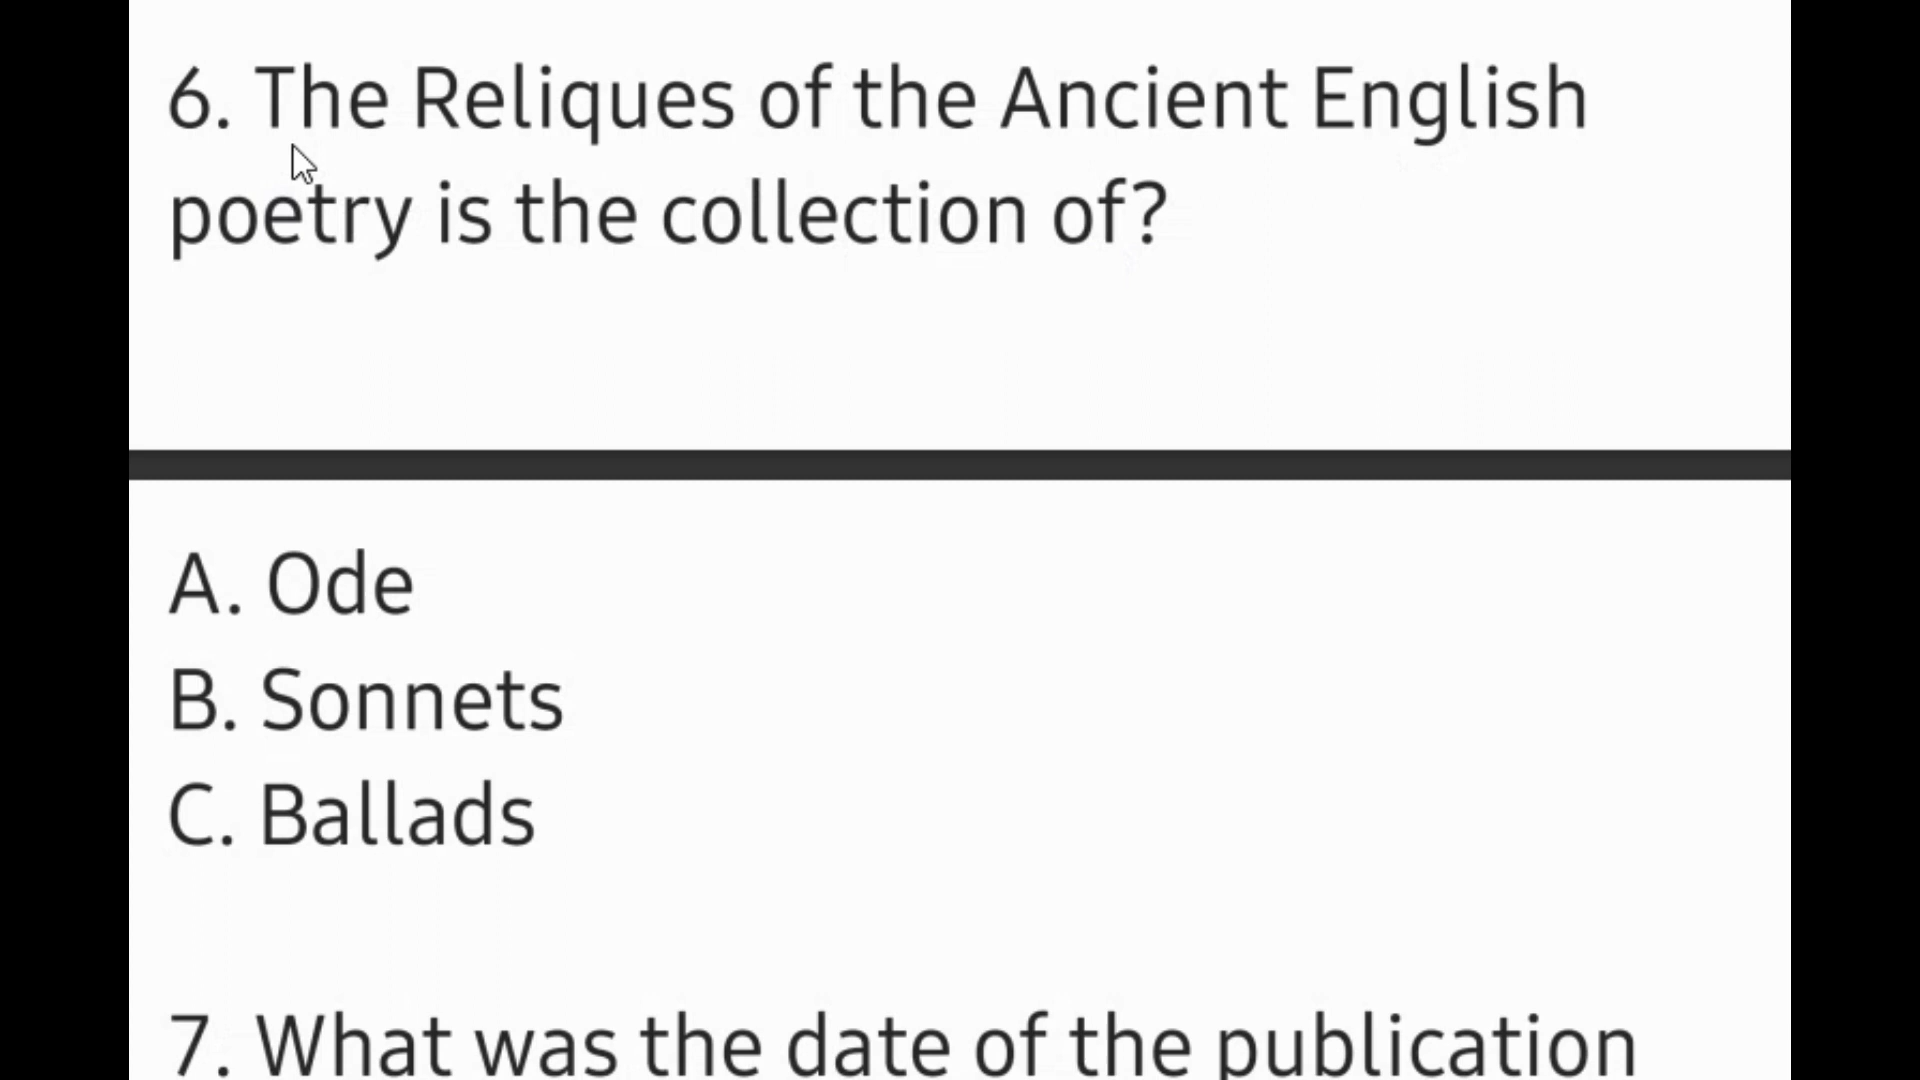 6. The Reliques of the Ancient English
poetry is the collection of?
A. Ode
B. Sonnets
C. Ballads
7. What was the date of the publication